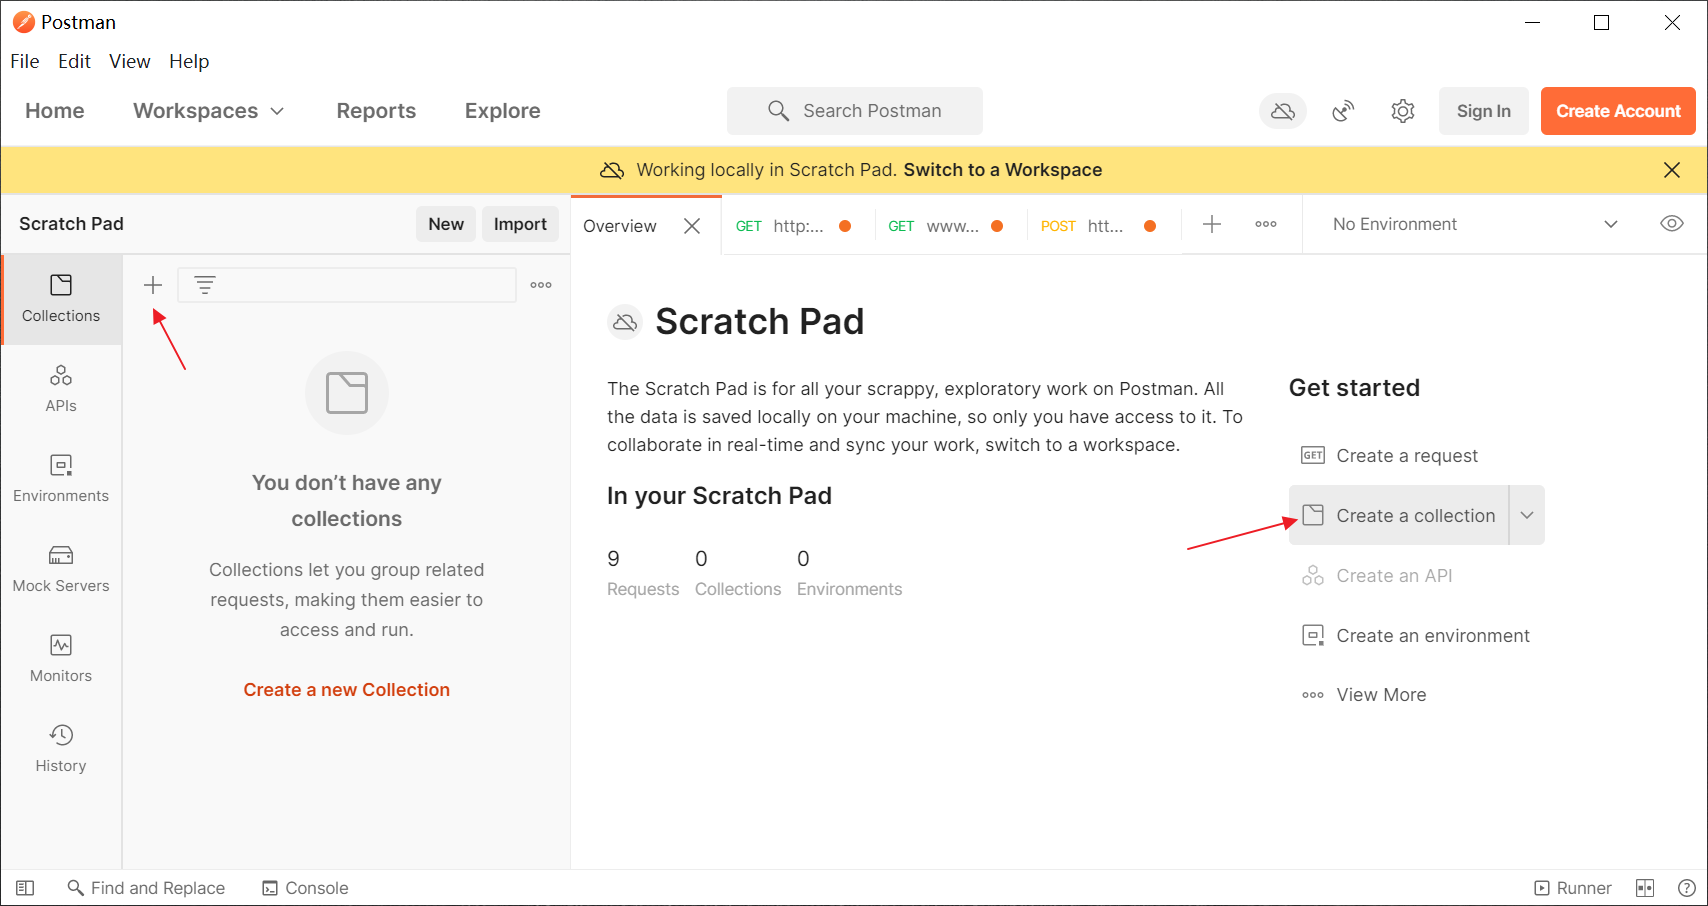 Postman
File Edit View Help
Home Workspaces Reports Explore Search Postman Sign In Create Account
Working locally in Scratch Pad. Switch to a Workspace
Scratch Pad New Import
Overview GET http:... GET www... POST htt... No Environment
Collections
APIs
Environments
Mock Servers
Monitors
History
You don’t have any
collections
Collections let you group related
requests, making them easier to
access and run.
Create a new Collection
Scratch Pad
The Scratch Pad is for all your scrappy, exploratory work on Postman. All
the data is saved locally on your machine, so only you have access to it. To
collaborate in real-time and sync your work, switch to a workspace.
In your Scratch Pad
9 0 0
Requests Collections Environments
Get started
GET Create a request
Create a collection
Create an API
Create an environment
View More
Find and Replace Console Runner